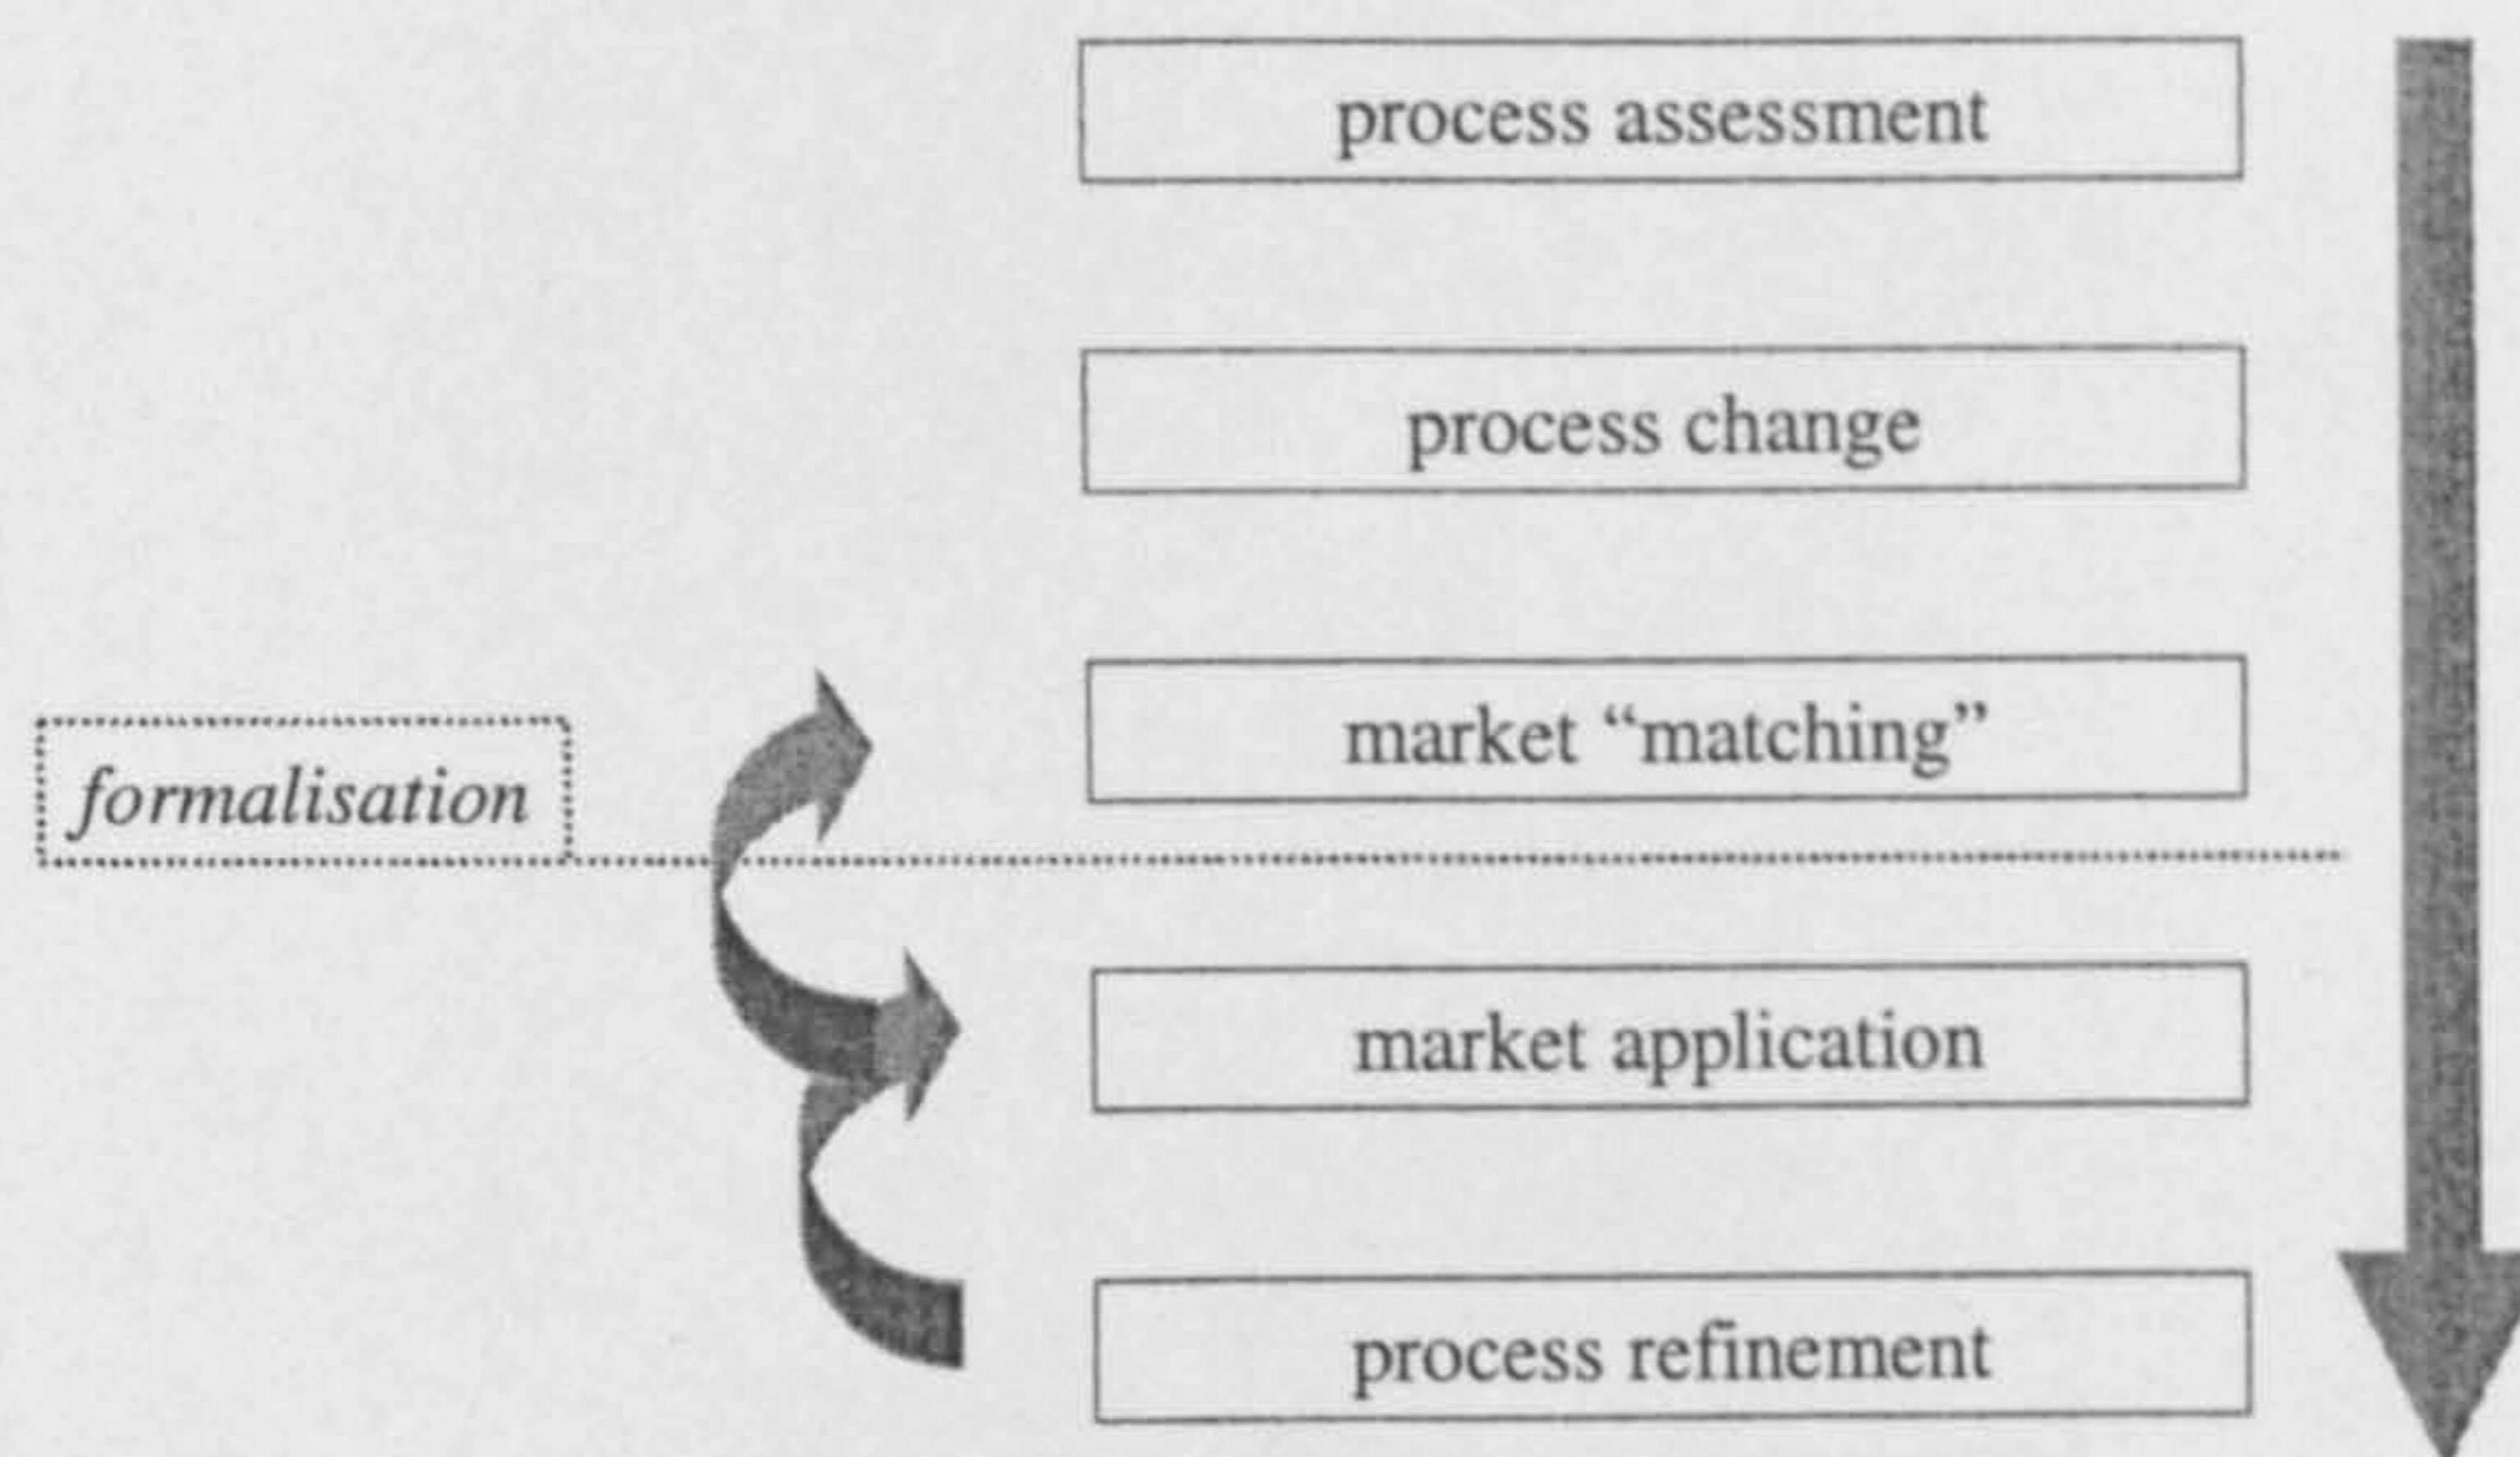 process assessment
process change
market “matching”
formalisation
market application
process refinement